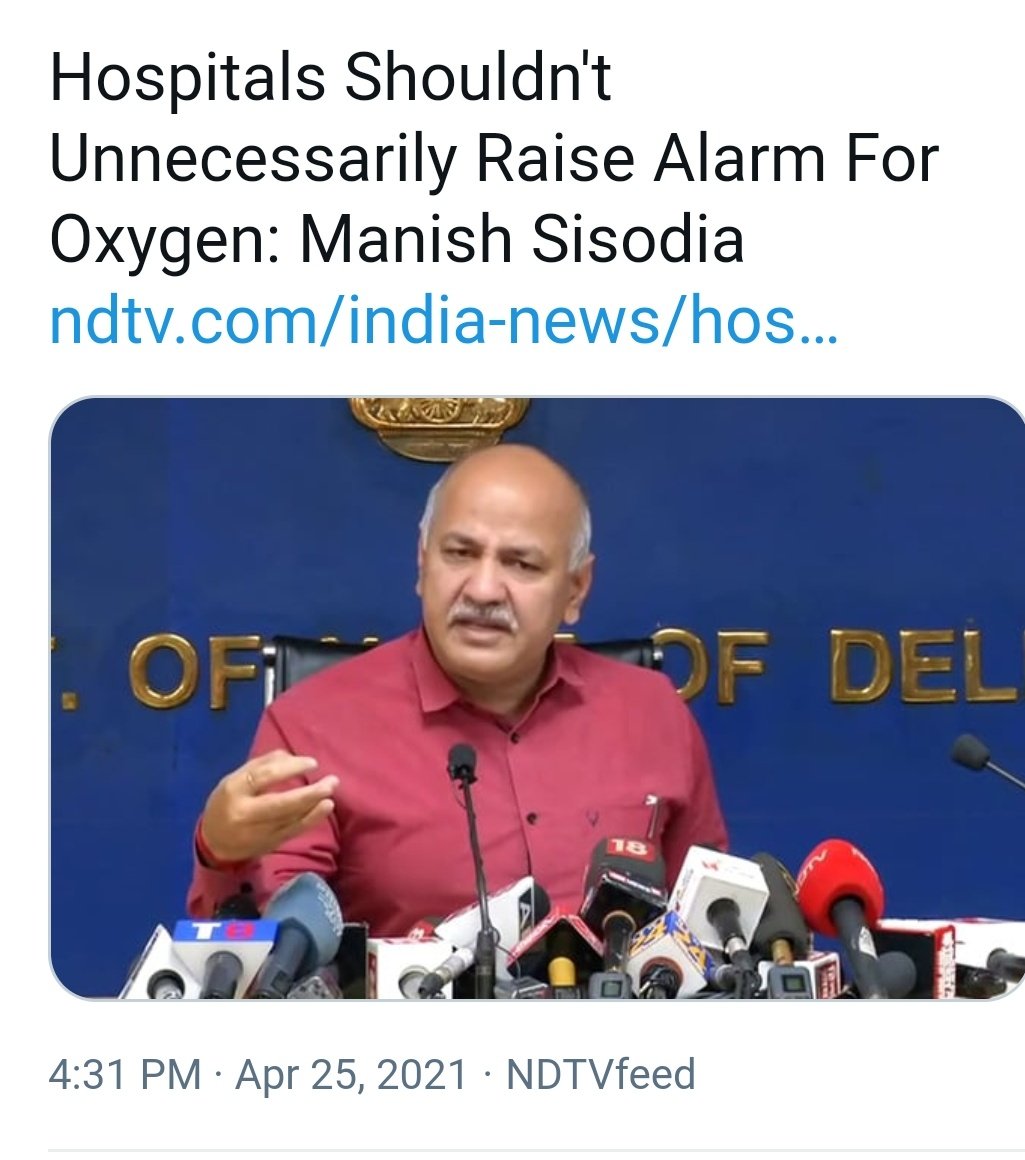 Hospitals Shouldn't
Unnecessarily Raise Alarm For
Oxygen: Manish Sisodia
ndtv.com/india-news/hos…
. OF
OF DEL
18
T8
4:31 PM · Apr 25, 2021 · NDTVfeed